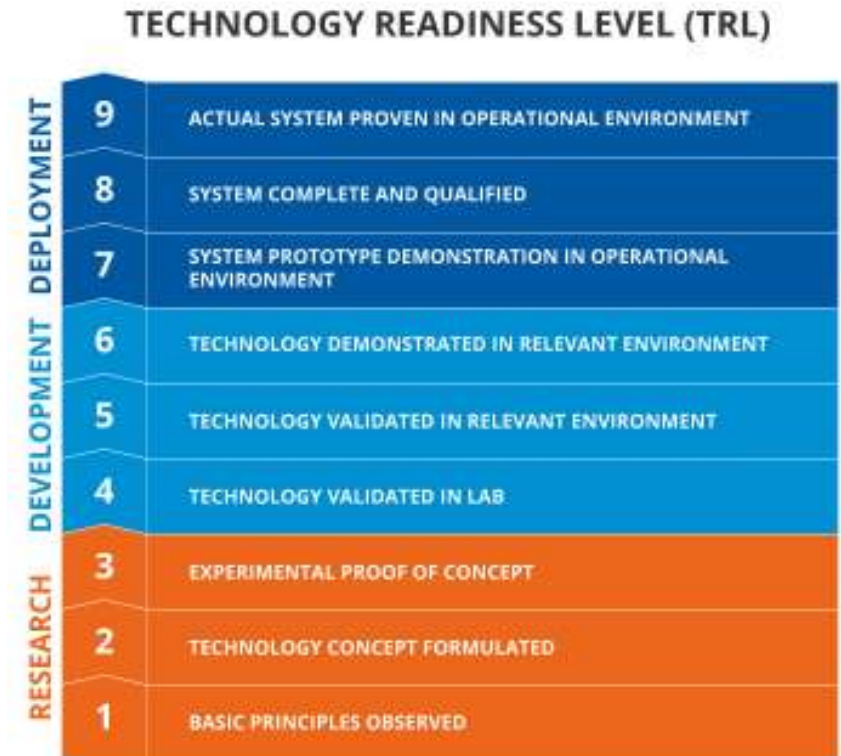 TECHNOLOGY READINESS LEVEL (TRL)
DEPLOYMENT
9
ACTUAL SYSTEM PROVEN IN OPERATIONAL ENVIRONMENT
8
SYSTEM COMPLETE AND QUALIFIED
7
SYSTEM PROTOTYPE DEMONSTRATION IN OPERATIONAL
ENVIRONMENT
DEVELOPMENT
6
TECHNOLOGY DEMONSTRATED IN RELEVANT ENVIRONMENT
5
TECHNOLOGY VALIDATED IN RELEVANT ENVIRONMENT
4
TECHNOLOGY VALIDATED IN LAB
RESEARCH
3
EXPERIMENTAL PROOF OF CONCEPT
2
TECHNOLOGY CONCEPT FORMULATED
1
BASIC PRINCIPLES OBSERVED